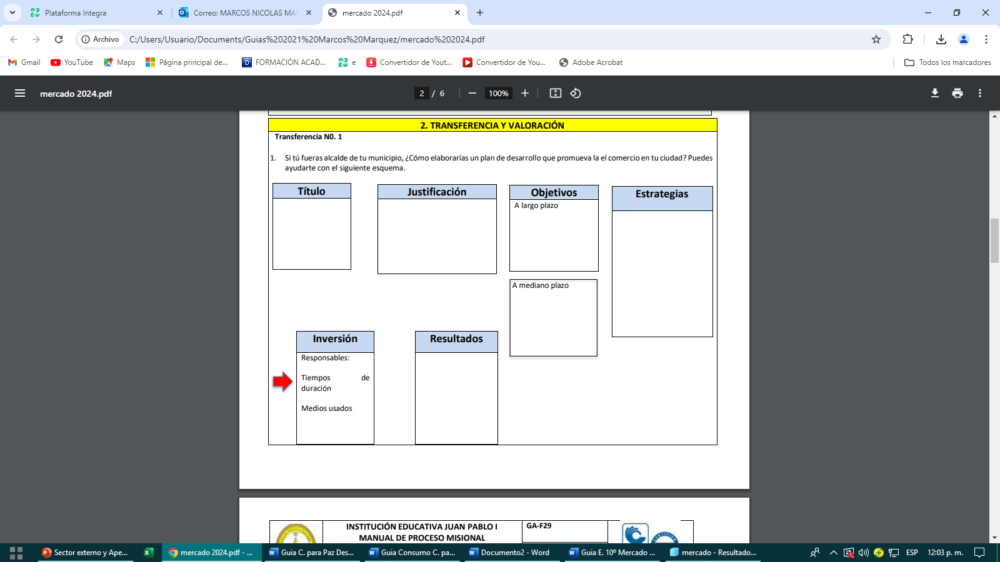 Plataforma Integra
Correo: MARCOS NICOLAS MA
mercado 2024.pdf
Archivo
C:/Users/Usuario/Documents/Guias%202021%20Marcos%20Marquez/mercado%202024.pdf
Gmail
YouTube
Maps
Página principal de...
FORMACIÓN ACAD...
e
Convertidor de Yout...
Convertidor de You...
Adobe Acrobat
Todos los marcadores
mercado 2024.pdf
2 / 6
100%
2. TRANSFERENCIA Y VALORACIÓN
Transferencia N0. 1
1. Si tú fueras alcalde de tu municipio, ¿Cómo elaborarías un plan de desarrollo que promueva la el comercio en tu ciudad? Puedes
ayudarte con el siguiente esquema.
Título
Justificación
Objetivos
A largo plazo
Estrategias
A mediano plazo
Inversión
Responsables:
Tiempos de
duración
Medios usados
Resultados
INSTITUCIÓN EDUCATIVA JUAN PABLO I
MANUAL DE PROCESO MISIONAL
GA-F29
Sector externo y Ape...
mercado 2024.pdf - ...
Guia C. para Paz Des...
Guia Consumo C. pa...
Documento2 - Word
Guia E. 10º Mercado ...
mercado - Resultado...
ESP
12:03 p. m.